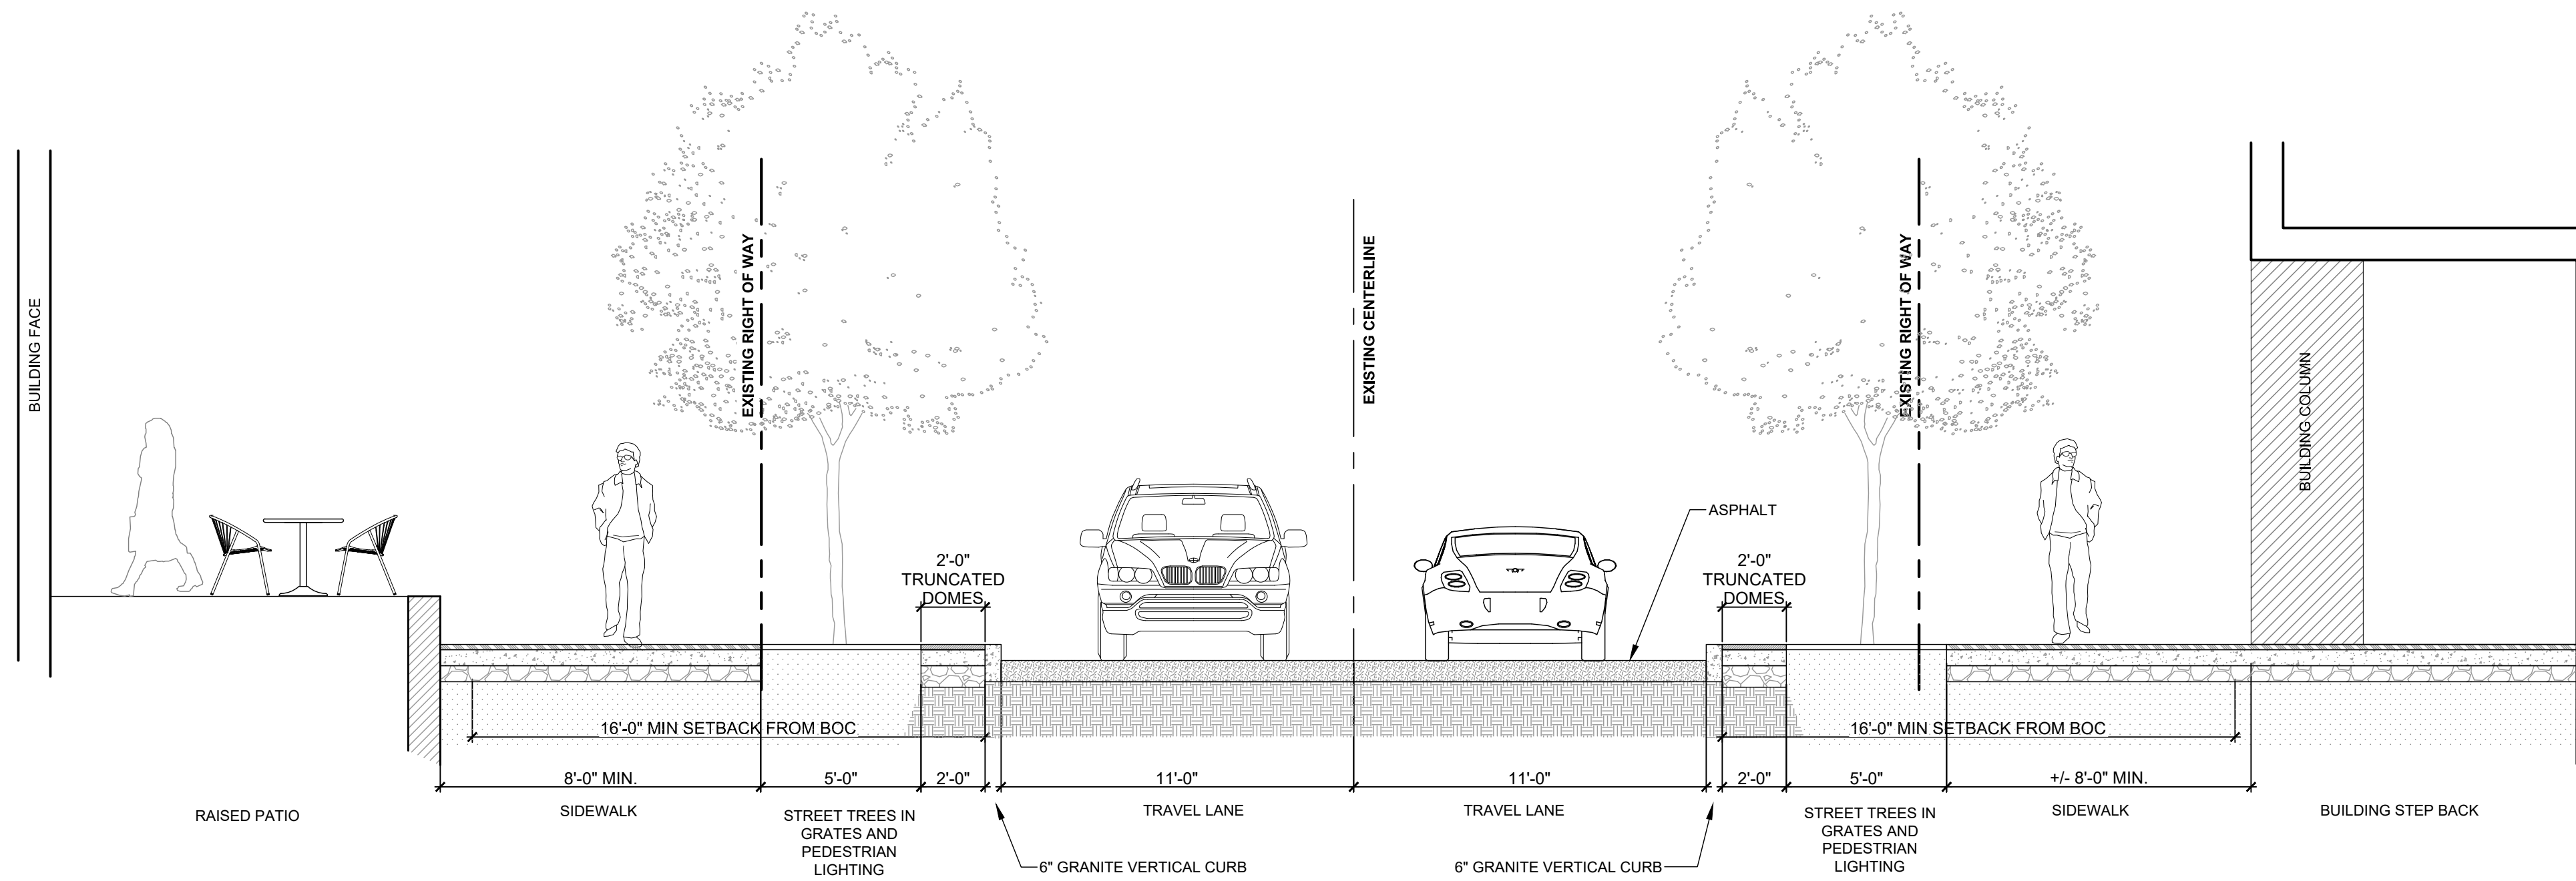 BUILDING FACE
EXISTING RIGHT OF WAY
EXISTING CENTERLINE
EXISTING RIGHT OF WAY
BUILDING COLUMN
ASPHALT
2'-0"
TRUNCATED
DOMES
2'-0"
TRUNCATED
DOMES
16'-0" MIN SETBACK FROM BOC
16'-0" MIN SETBACK FROM BOC
8'-0" MIN.
5'-0"
2'-0"
11'-0"
11'-0"
2'-0"
5'-0"
+/- 8'-0" MIN.
RAISED PATIO
SIDEWALK
STREET TREES IN
GRATES AND
PEDESTRIAN
LIGHTING
TRAVEL LANE
TRAVEL LANE
STREET TREES IN
GRATES AND
PEDESTRIAN
LIGHTING
SIDEWALK
BUILDING STEP BACK
6" GRANITE VERTICAL CURB
6" GRANITE VERTICAL CURB